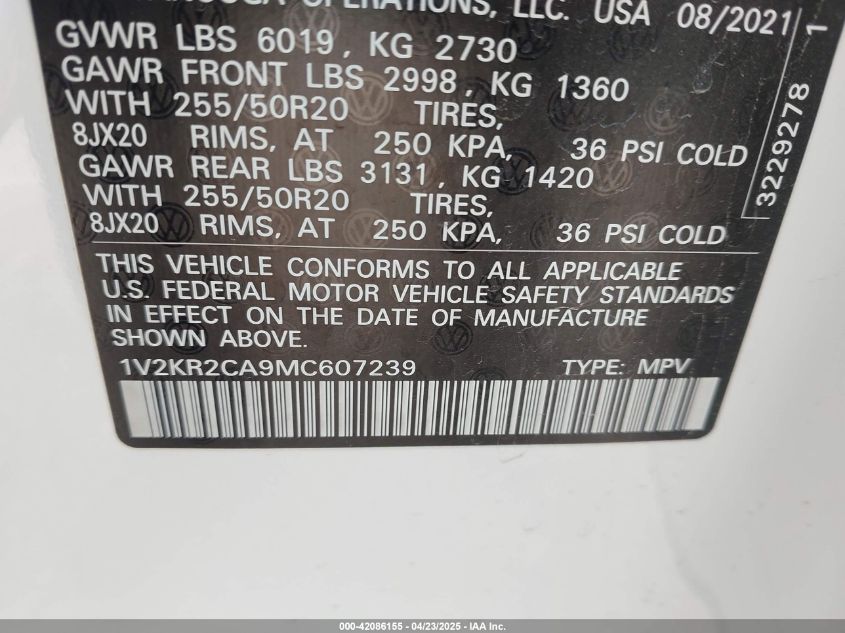 OPERATIONS, LLC. USA 08/2021
GVWR LBS 6019, KG 2730
GAWR FRONT LBS 2998, KG 1360
WITH 255/50R20 TIRES,
8JX20 RIMS, AT 250 KPA, 36 PSI COLD
GAWR REAR LBS 3131, KG 1420
WITH 255/50R20 TIRES,
8JX20 RIMS, AT 250 KPA, 36 PSI COLD
THIS VEHICLE CONFORMS TO ALL APPLICABLE
U.S. FEDERAL MOTOR VEHICLE SAFETY STANDARDS
IN EFFECT ON THE DATE OF MANUFACTURE
SHOWN ABOVE.
1V2KR2CA9MC607239 TYPE: MPV
3229278 1
000-42086155 | 04/23/2025 - IAA Inc.